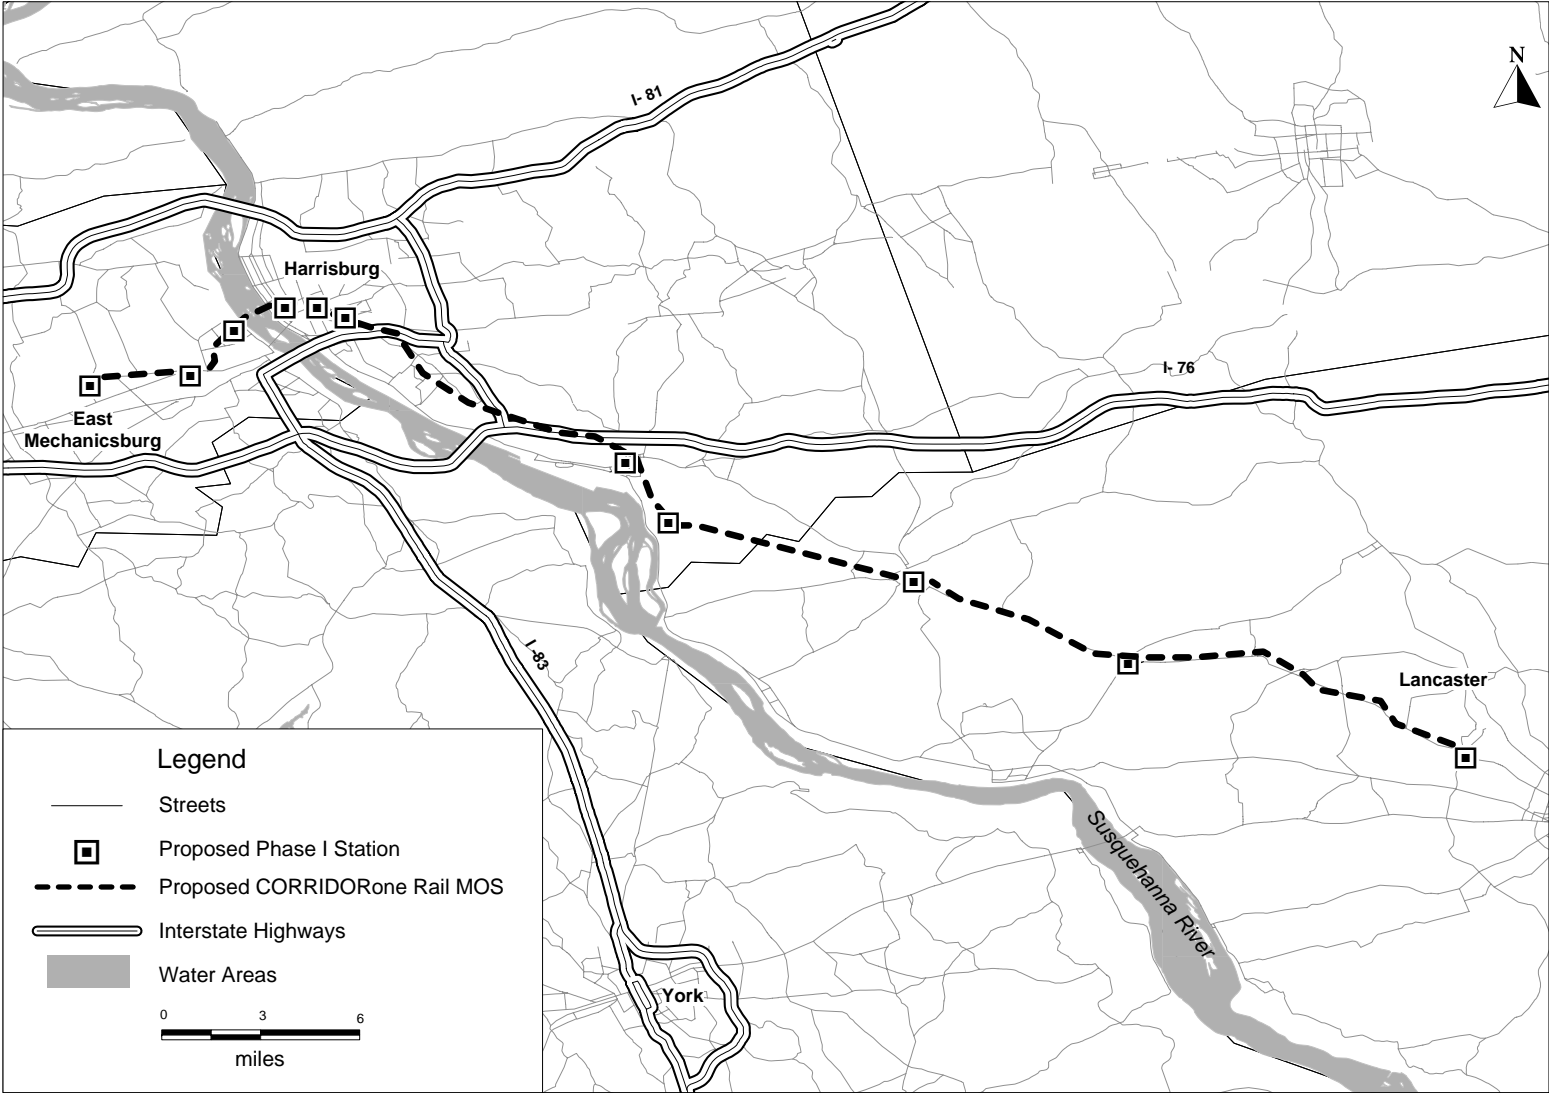 N
I- 81
Harrisburg
I- 76
East
Mechanicsburg
I -83
Lancaster
Susquehanna River
York
Legend
Streets
Proposed Phase I Station
Proposed CORRIDORone Rail MOS
Interstate Highways
Water Areas
0 3 6
miles